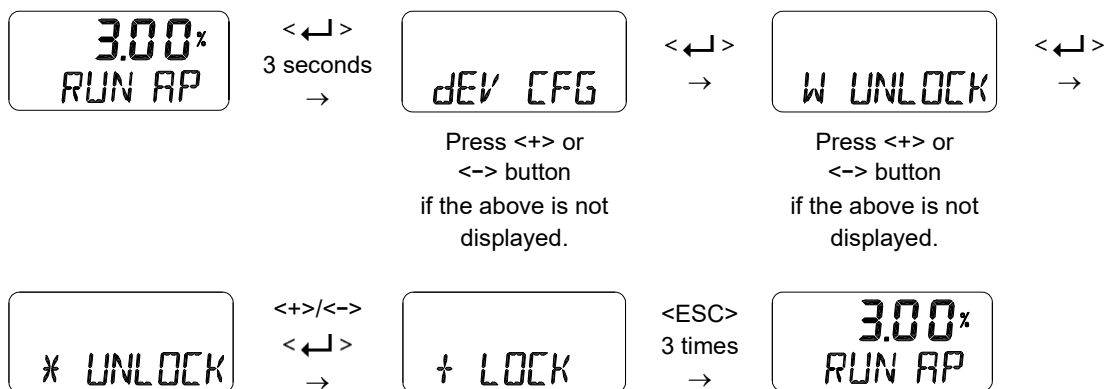 3.00%
RUN AP
< ↵ >
3 seconds
→
dEV CFG
Press <+> or
<-> button
if the above is not
displayed.
< ↵ >
→
W UNLOCK
Press <+> or
<-> button
if the above is not
displayed.
< ↵ >
→
* UNLOCK
<+>/<->
< ↵ >
→
+ LOCK
<ESC>
3 times
→
3.00%
RUN AP